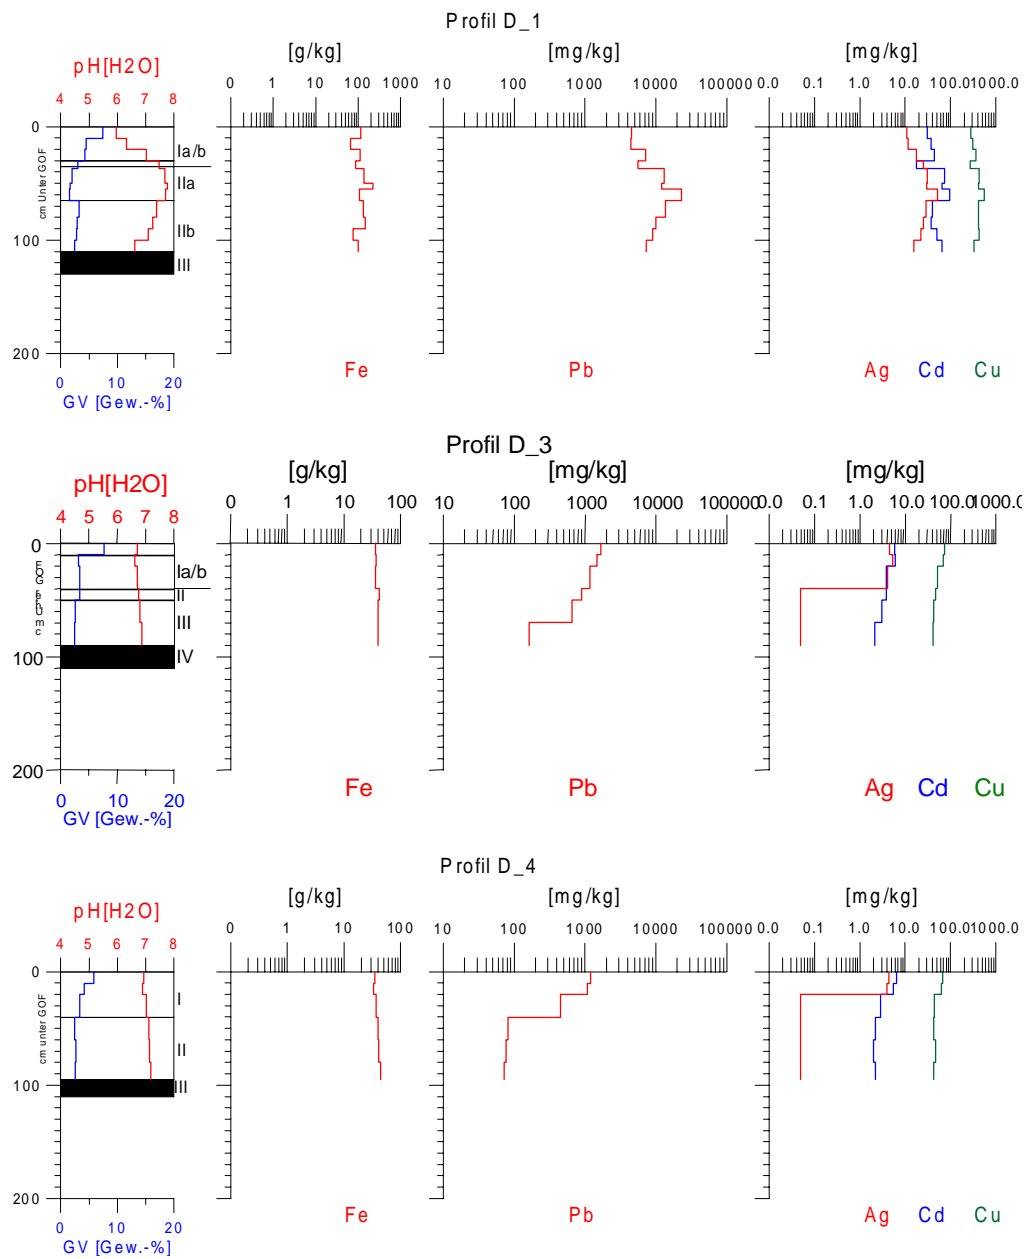 Profil D_1
[g/kg] [mg/kg] [mg/kg]
pH[H2O]
4 5 6 7 8 0 1 10 100 1000 10 100 1000 10000 100000 0.0 0.1 1.0 10.0 100.0 1000.0
0
cm Unter GOF
Ia/b
IIa
IIb
100
III
200
0 10 20 Fe Pb Ag Cd Cu
GV [Gew.-%]
Profil D_3
[g/kg] [mg/kg] [mg/kg]
pH[H2O]
4 5 6 7 8 0 1 10 100 10 100 1000 10000 100000 0.0 0.1 1.0 10.0 100.0 1000.0
0
Ia/b
II
III
IV
100
200
0 10 20 Fe Pb Ag Cd Cu
GV [Gew.-%]
Profil D_4
[g/kg] [mg/kg] [mg/kg]
pH[H2O]
4 5 6 7 8 0 1 10 100 10 100 1000 10000 100000 0.0 0.1 1.0 10.0 100.0 1000.0
0
cm unter GOF
I
II
100
III
200
0 10 20 Fe Pb Ag Cd Cu
GV [Gew.-%]